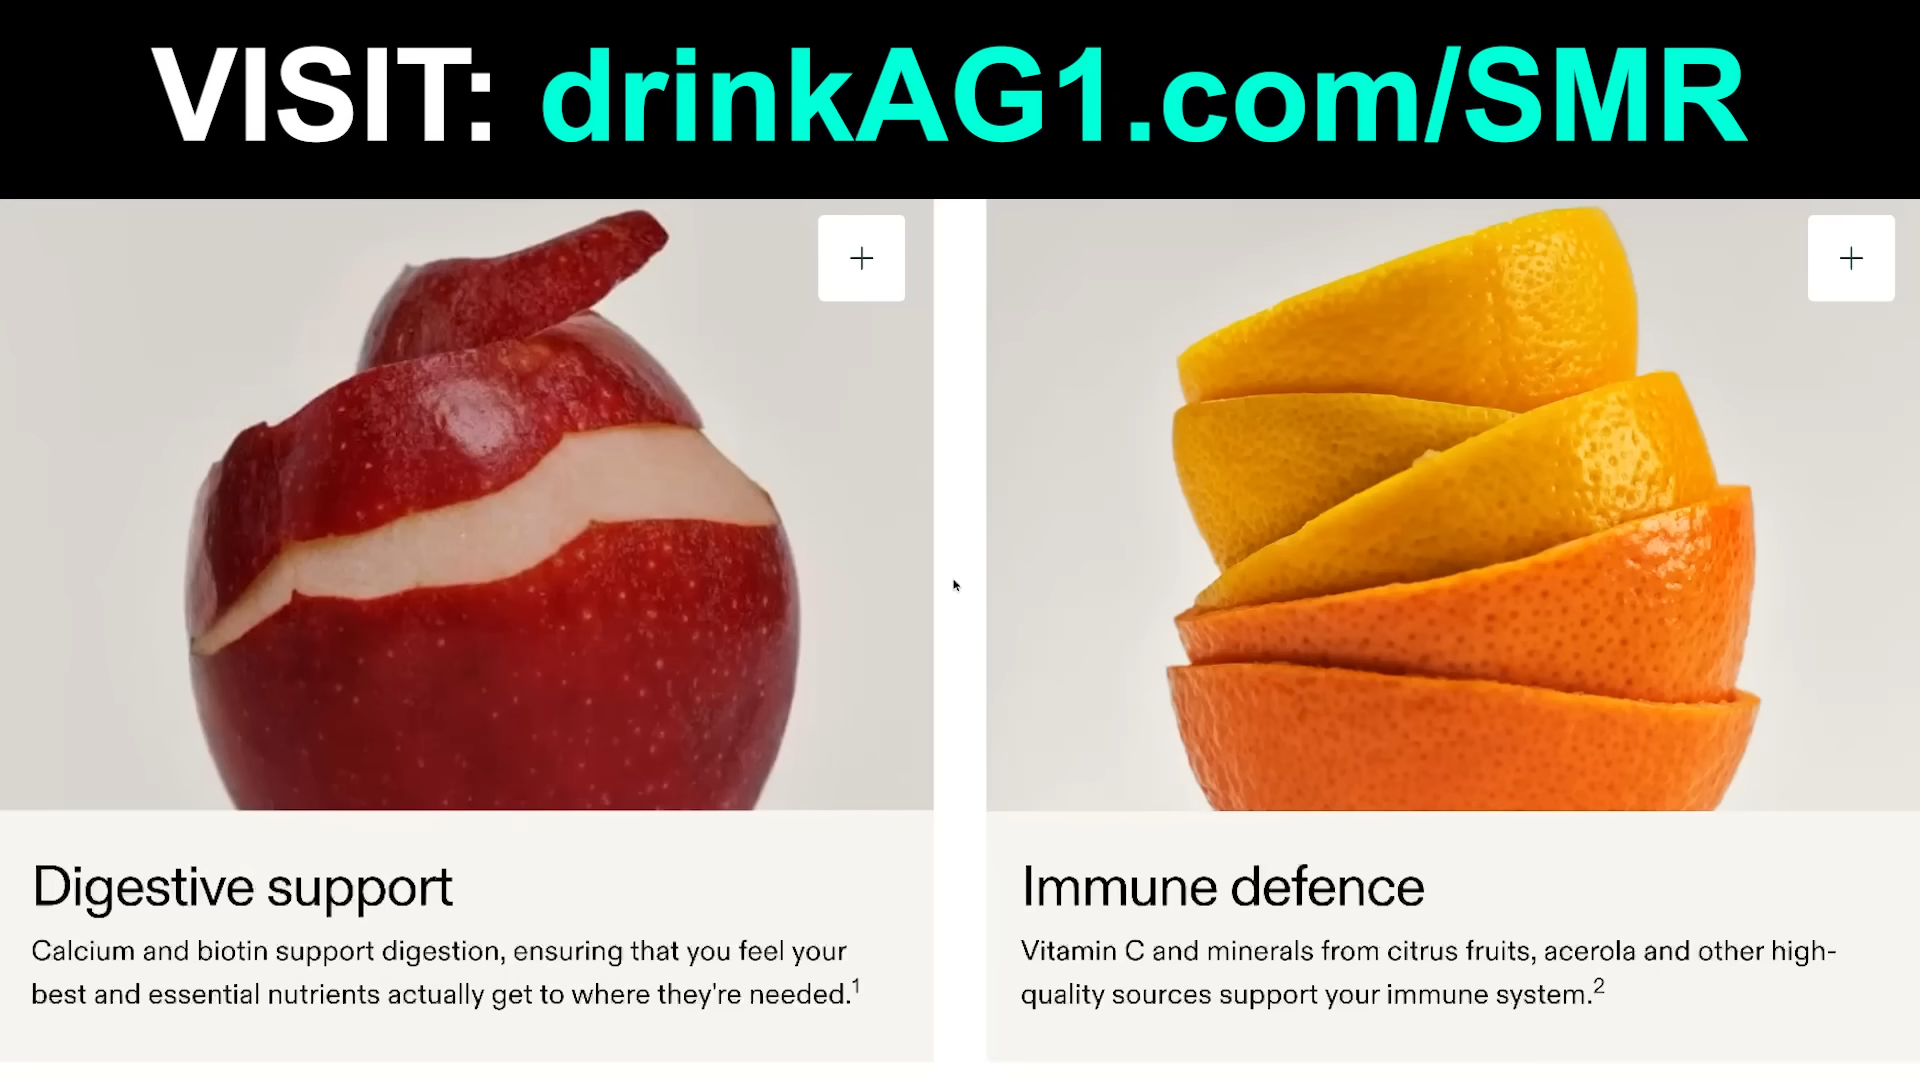 VISIT: drinkAG1.com/SMR
Digestive support
Calcium and biotin support digestion, ensuring that you feel your
best and essential nutrients actually get to where they're needed.1
Immune defence
Vitamin C and minerals from citrus fruits, acerola and other high-
quality sources support your immune system.2